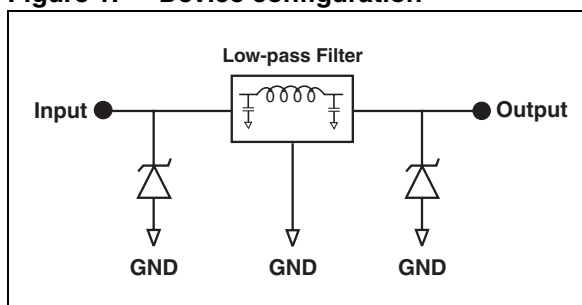 Figure 1. Device configuration
Low-pass Filter
Input
Output
GND
GND
GND